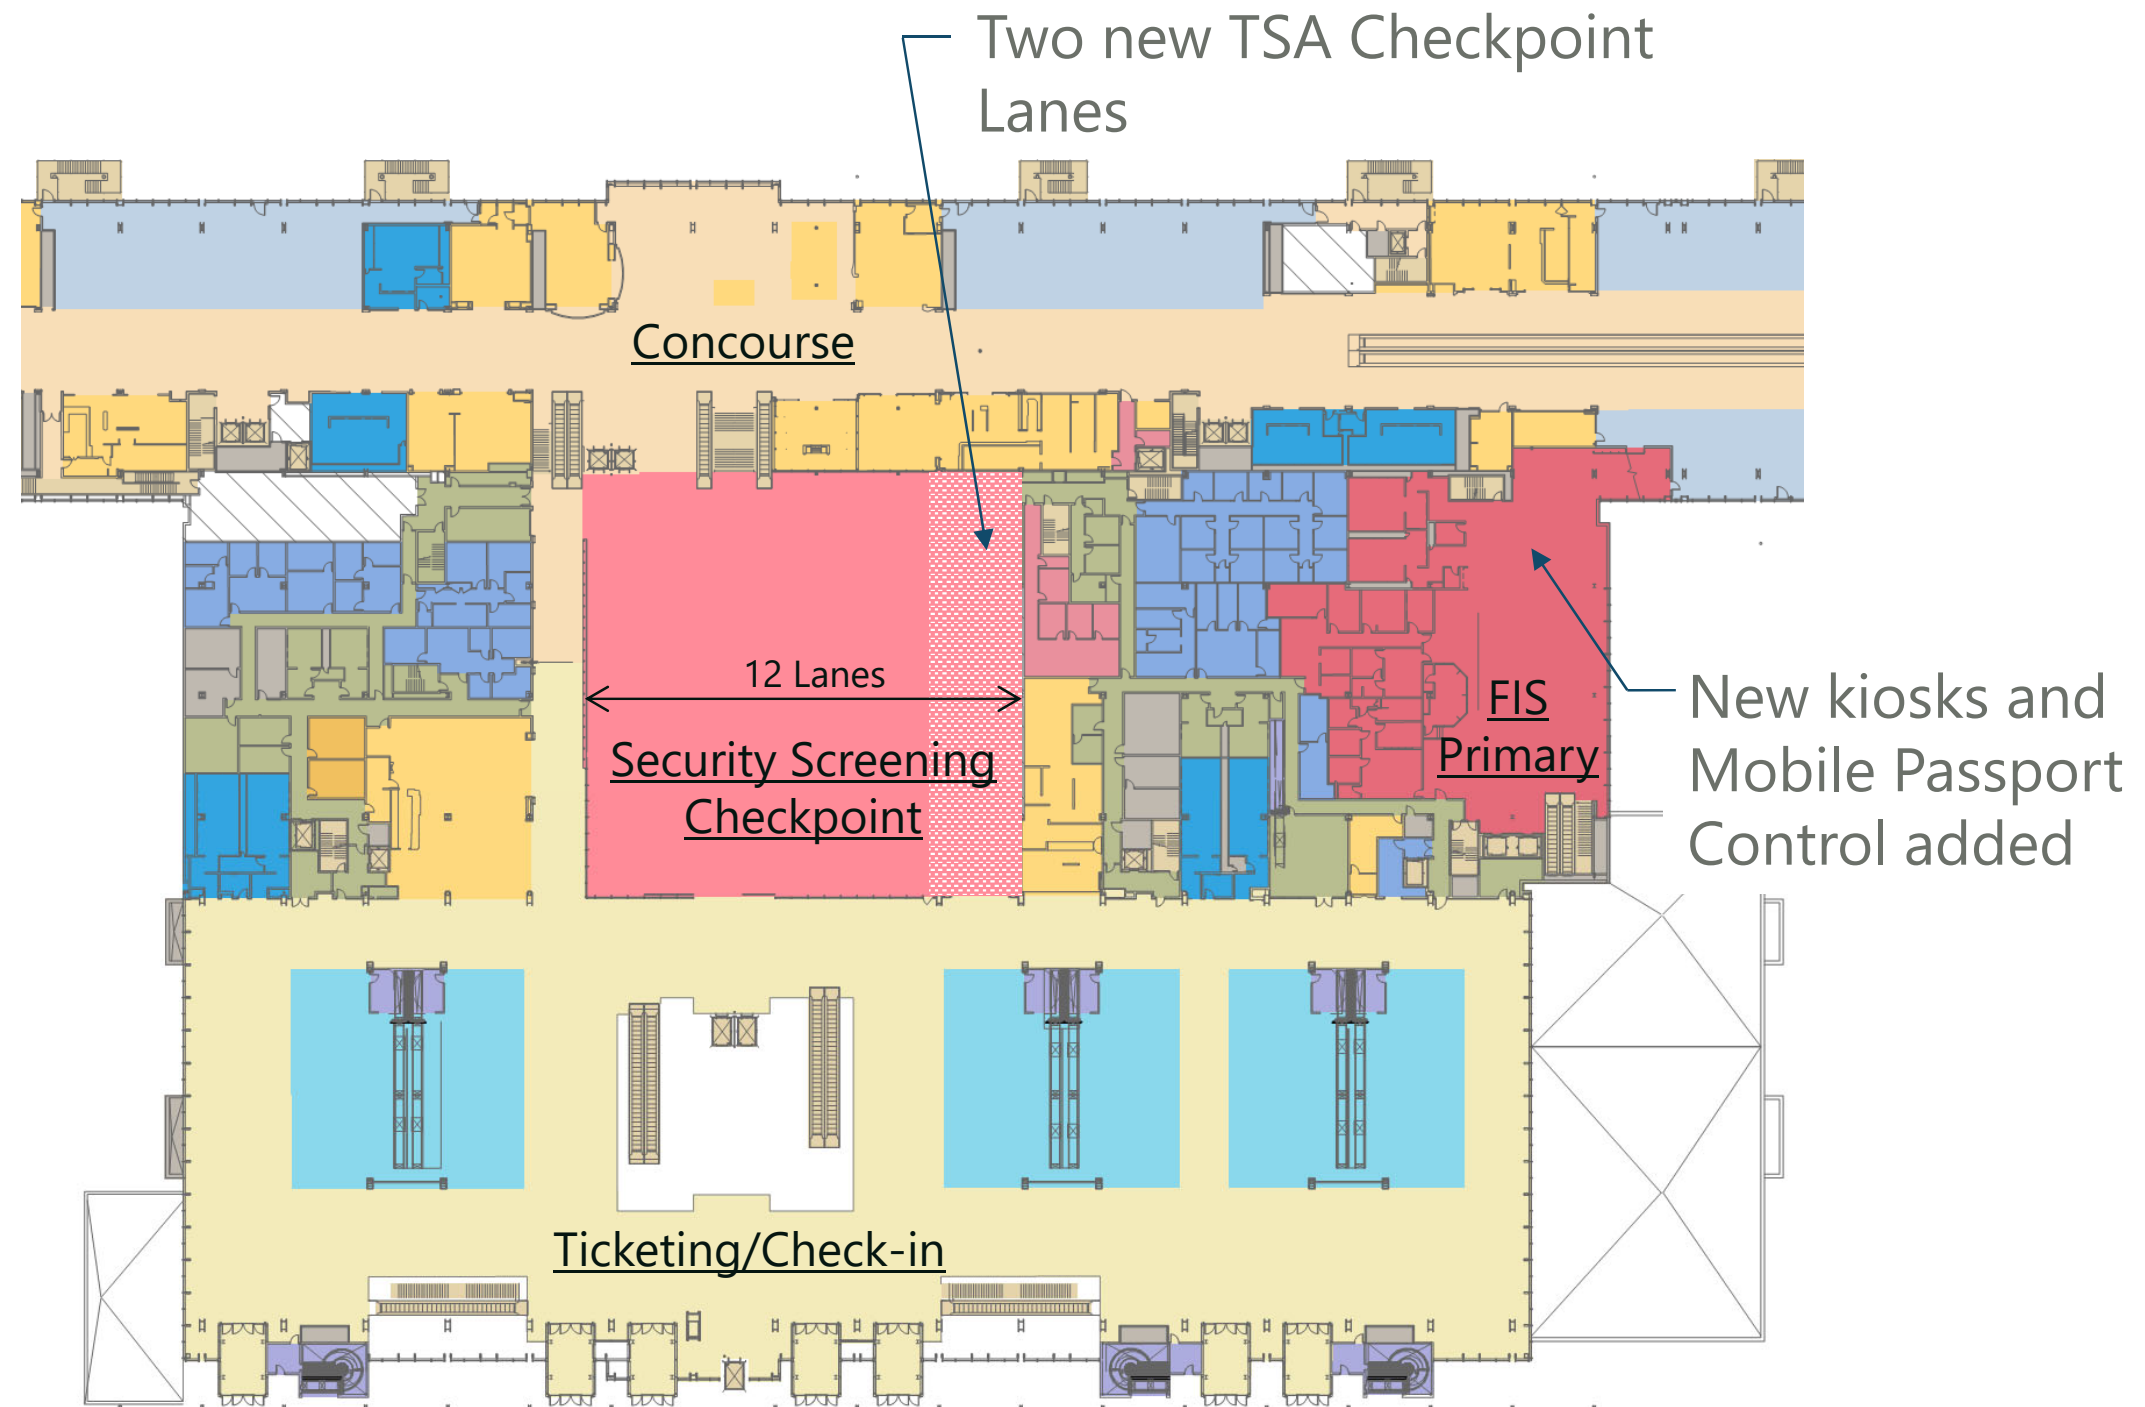 Two new TSA Checkpoint
Lanes
Concourse
12 Lanes
Security Screening
Checkpoint
FIS
Primary
New kiosks and
Mobile Passport
Control added
Ticketing/Check-in